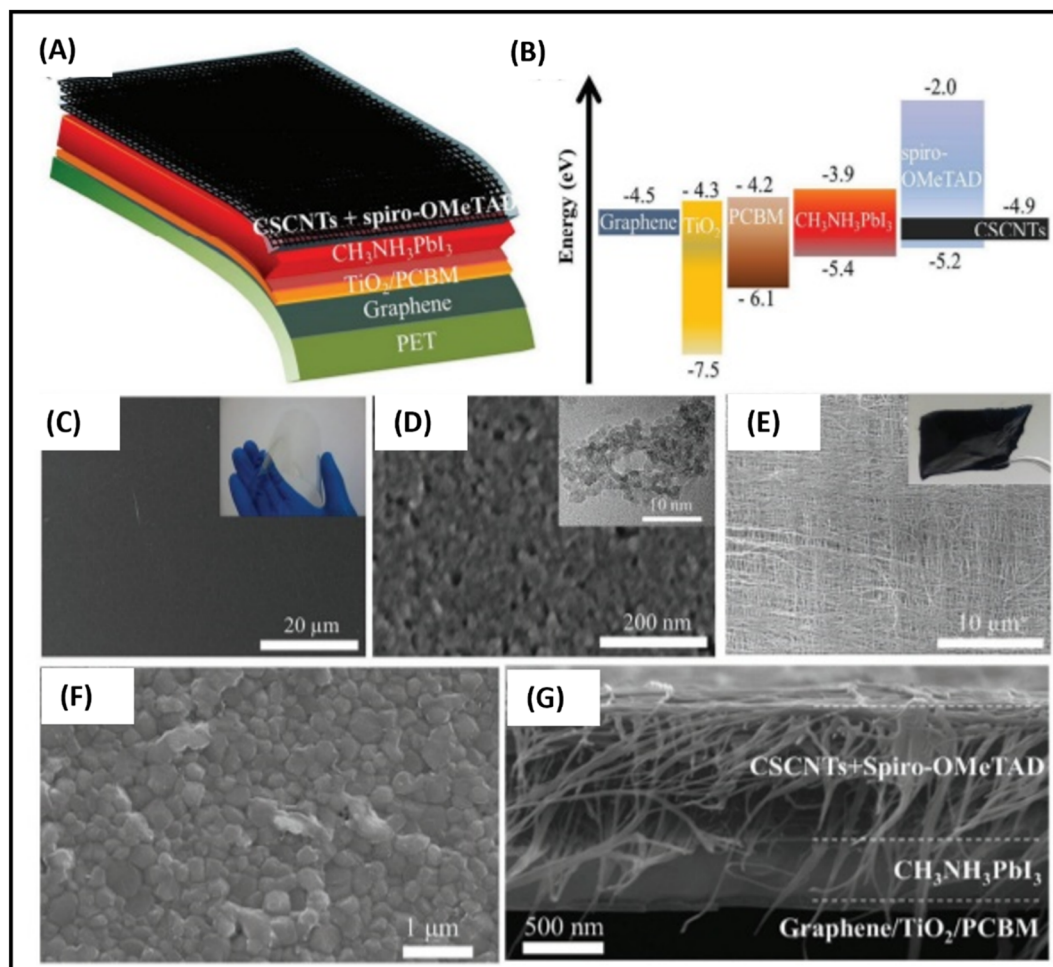 (A)
CSCNTs + spiro-OMeTAD
CH₃NH₃PbI₃
TiO₂/PCBM
Graphene
PET
(B)
Energy (eV)
-4.5
Graphene
- 4.3
TiO₂
-7.5
- 4.2
PCBM
- 6.1
-3.9
CH₃NH₃PbI₃
-5.4
-2.0
spiro-
OMeTAD
-5.2
-4.9
CSCNTs
(C)
20 µm
(D)
10 nm
200 nm
(E)
10 µm
(F)
1 µm
(G)
CSCNTs+Spiro-OMeTAD
CH₃NH₃PbI₃
Graphene/TiO₂/PCBM
500 nm